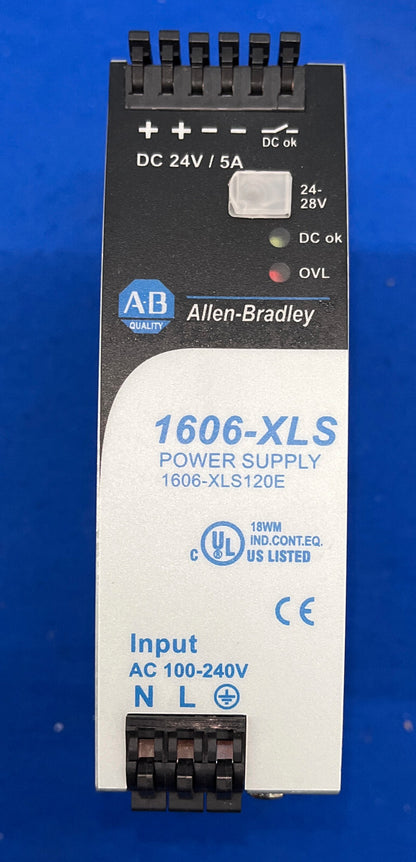 + + – –
DC ok
DC 24V / 5A
24-
28V
DC ok
OVL
A·B
QUALITY
Allen-Bradley
1606-XLS
POWER SUPPLY
1606-XLS120E
C UL ® US LISTED
18WM
IND.CONT.EQ.
CE
Input
AC 100-240V
N L